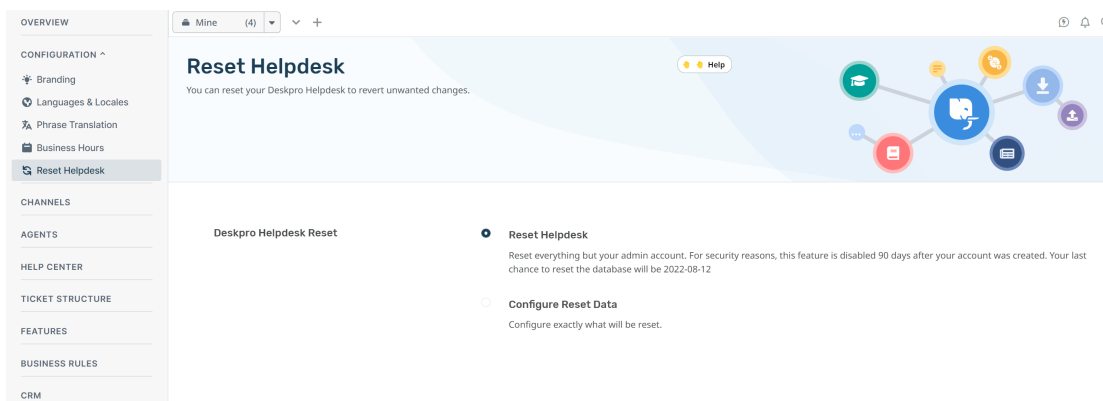 OVERVIEW
CONFIGURATION ^
Branding
Languages & Locales
Phrase Translation
Business Hours
Reset Helpdesk
CHANNELS
AGENTS
HELP CENTER
TICKET STRUCTURE
FEATURES
BUSINESS RULES
CRM
Mine (4)
Reset Helpdesk
You can reset your Deskpro Helpdesk to revert unwanted changes.
Help
Deskpro Helpdesk Reset
Reset Helpdesk
Reset everything but your admin account. For security reasons, this feature is disabled 90 days after your account was created. Your last
chance to reset the database will be 2022-08-12
Configure Reset Data
Configure exactly what will be reset.